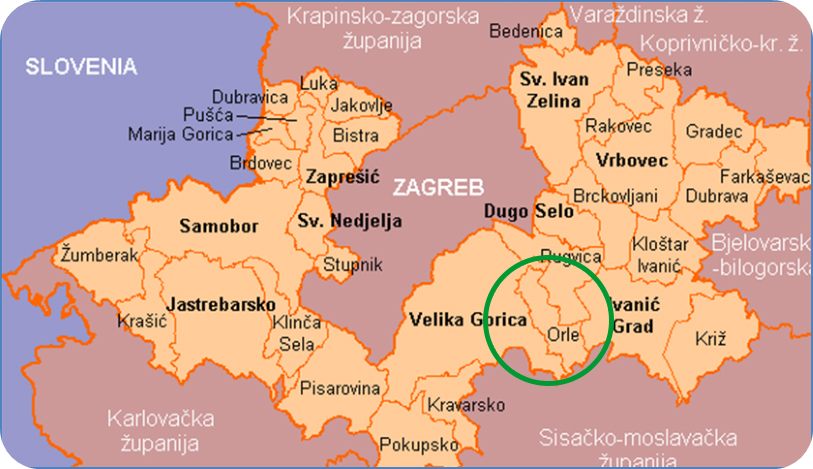 Krapinsko-zagorska
županija
Varaždinska ž.
Koprivničko-kr. ž.
Bedenica
SLOVENIA
Luka
Dubravica
Jakovlje
Pušća
Marija Gorica
Bistra
Brdovec
Zaprešić
Sv. Ivan
Zelina
Preseka
Rakovec
Gradec
Vrbovec
Farkaševac
ZAGREB
Brckovljani
Dubrava
Dugo Selo
Samobor
Sv. Nedjelja
Žumberak
Stupnik
Rugvica
Kloštar
Ivanić
Bjelovarsk
-bilogorska
Jastrebarsko
Krašić
Klinča
Sela
Velika Gorica
Orle
Ivanić
Grad
Križ
Pisarovina
Kravarsko
Pokupsko
Karlovačka
županija
Sisačko-moslavačka
županija